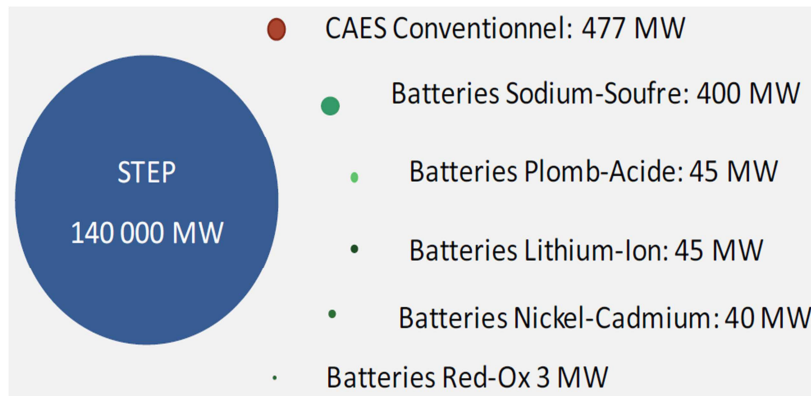 STEP
140 000 MW
CAES Conventionnel: 477 MW
Batteries Sodium-Soufre: 400 MW
Batteries Plomb-Acide: 45 MW
Batteries Lithium-Ion: 45 MW
Batteries Nickel-Cadmium: 40 MW
Batteries Red-Ox 3 MW